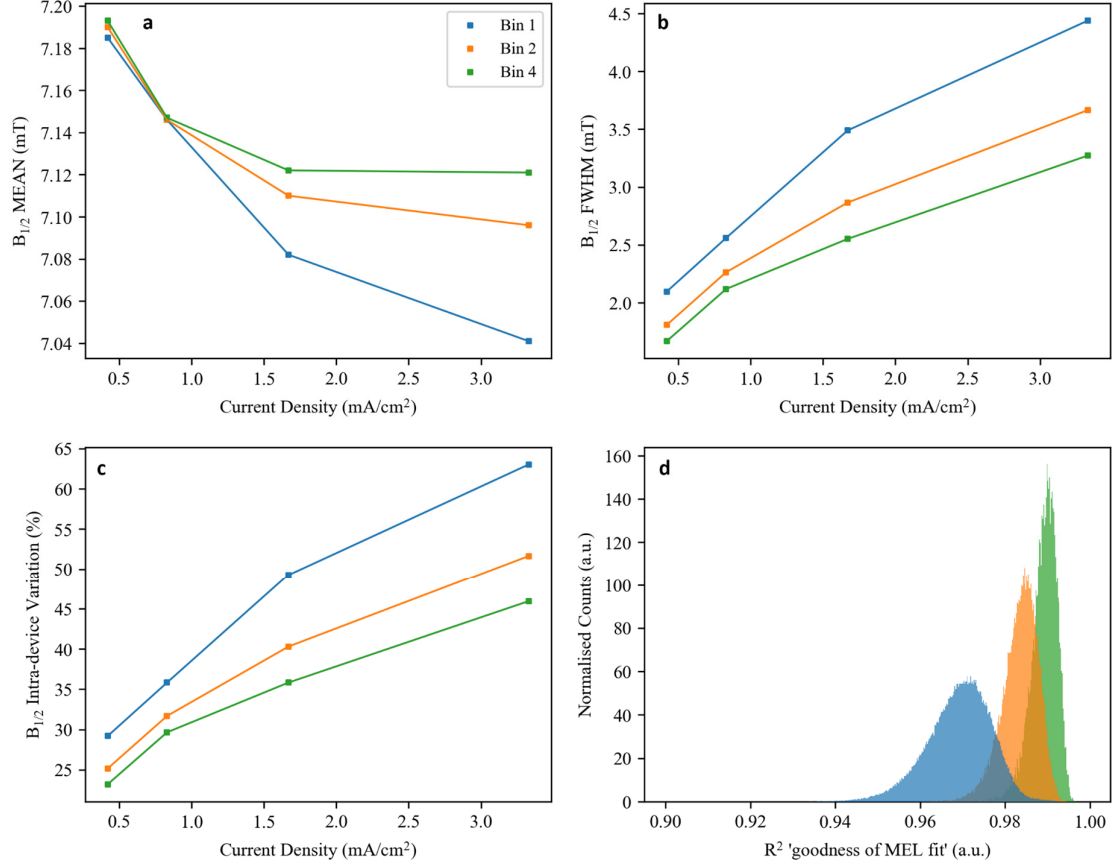 a
Bin 1
Bin 2
Bin 4
B1/2 MEAN (mT)
7.20
7.18
7.16
7.14
7.12
7.10
7.08
7.06
7.04
0.5 1.0 1.5 2.0 2.5 3.0
Current Density (mA/cm²)
b
B1/2 FWHM (mT)
4.5
4.0
3.5
3.0
2.5
2.0
0.5 1.0 1.5 2.0 2.5 3.0
Current Density (mA/cm²)
c
B1/2 Intra-device Variation (%)
65
60
55
50
45
40
35
30
25
0.5 1.0 1.5 2.0 2.5 3.0
Current Density (mA/cm²)
d
Normalised Counts (a.u.)
160
140
120
100
80
60
40
20
0
0.90 0.92 0.94 0.96 0.98 1.00
R² 'goodness of MEL fit' (a.u.)